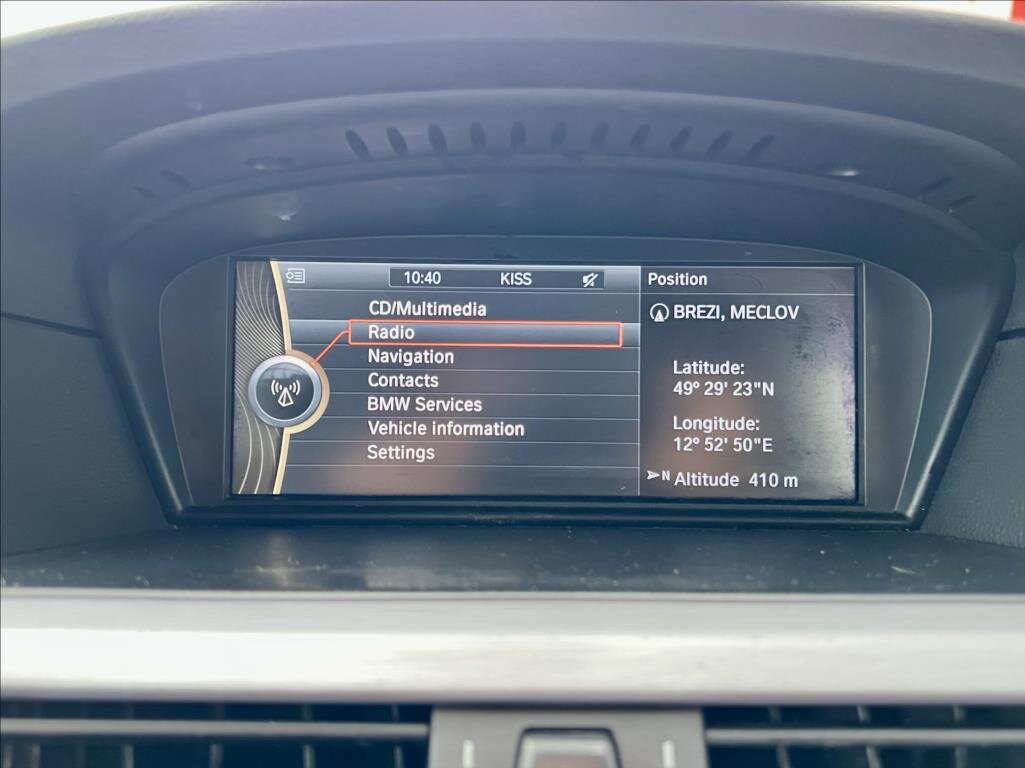 10:40 KISS
CD/Multimedia
Radio
Navigation
Contacts
BMW Services
Vehicle information
Settings
Position
BREZI, MECLOV
Latitude:
49° 29' 23"N
Longitude:
12° 52' 50"E
N Altitude 410 m